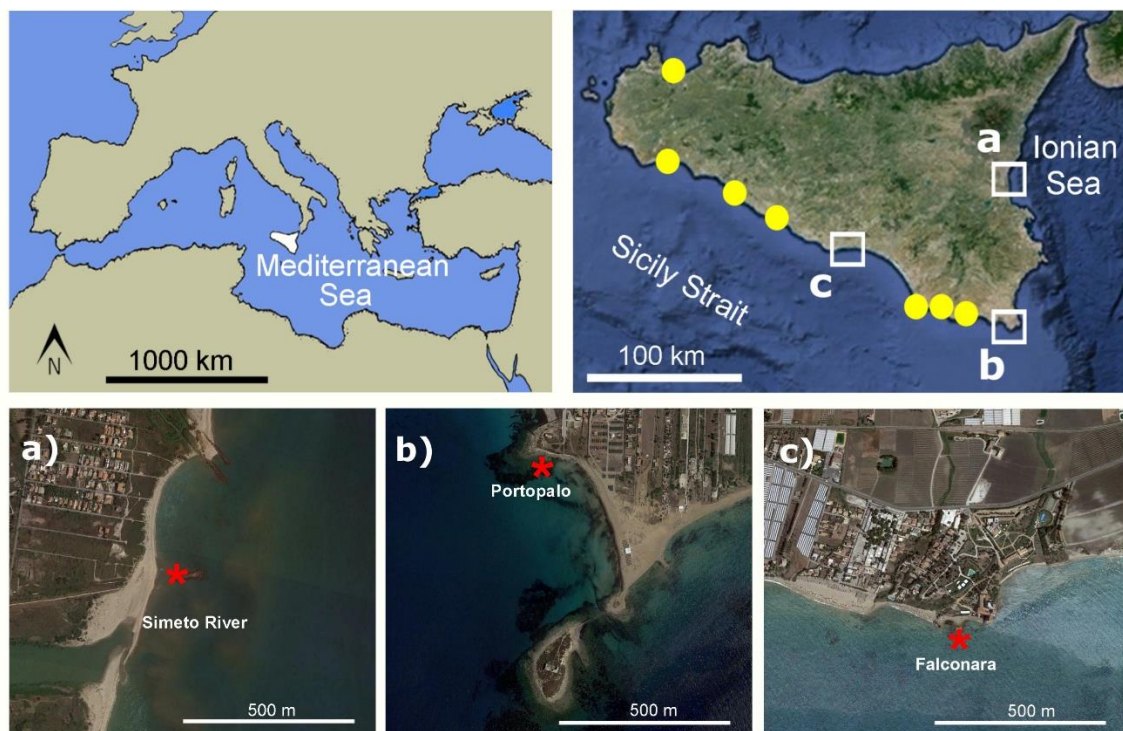 Mediterranean
Sea
N
1000 km
a
Ionian
Sea
Sicily Strait
c
b
100 km
a)
Simeto River
500 m
b)
Portopalo
500 m
c)
Falconara
500 m